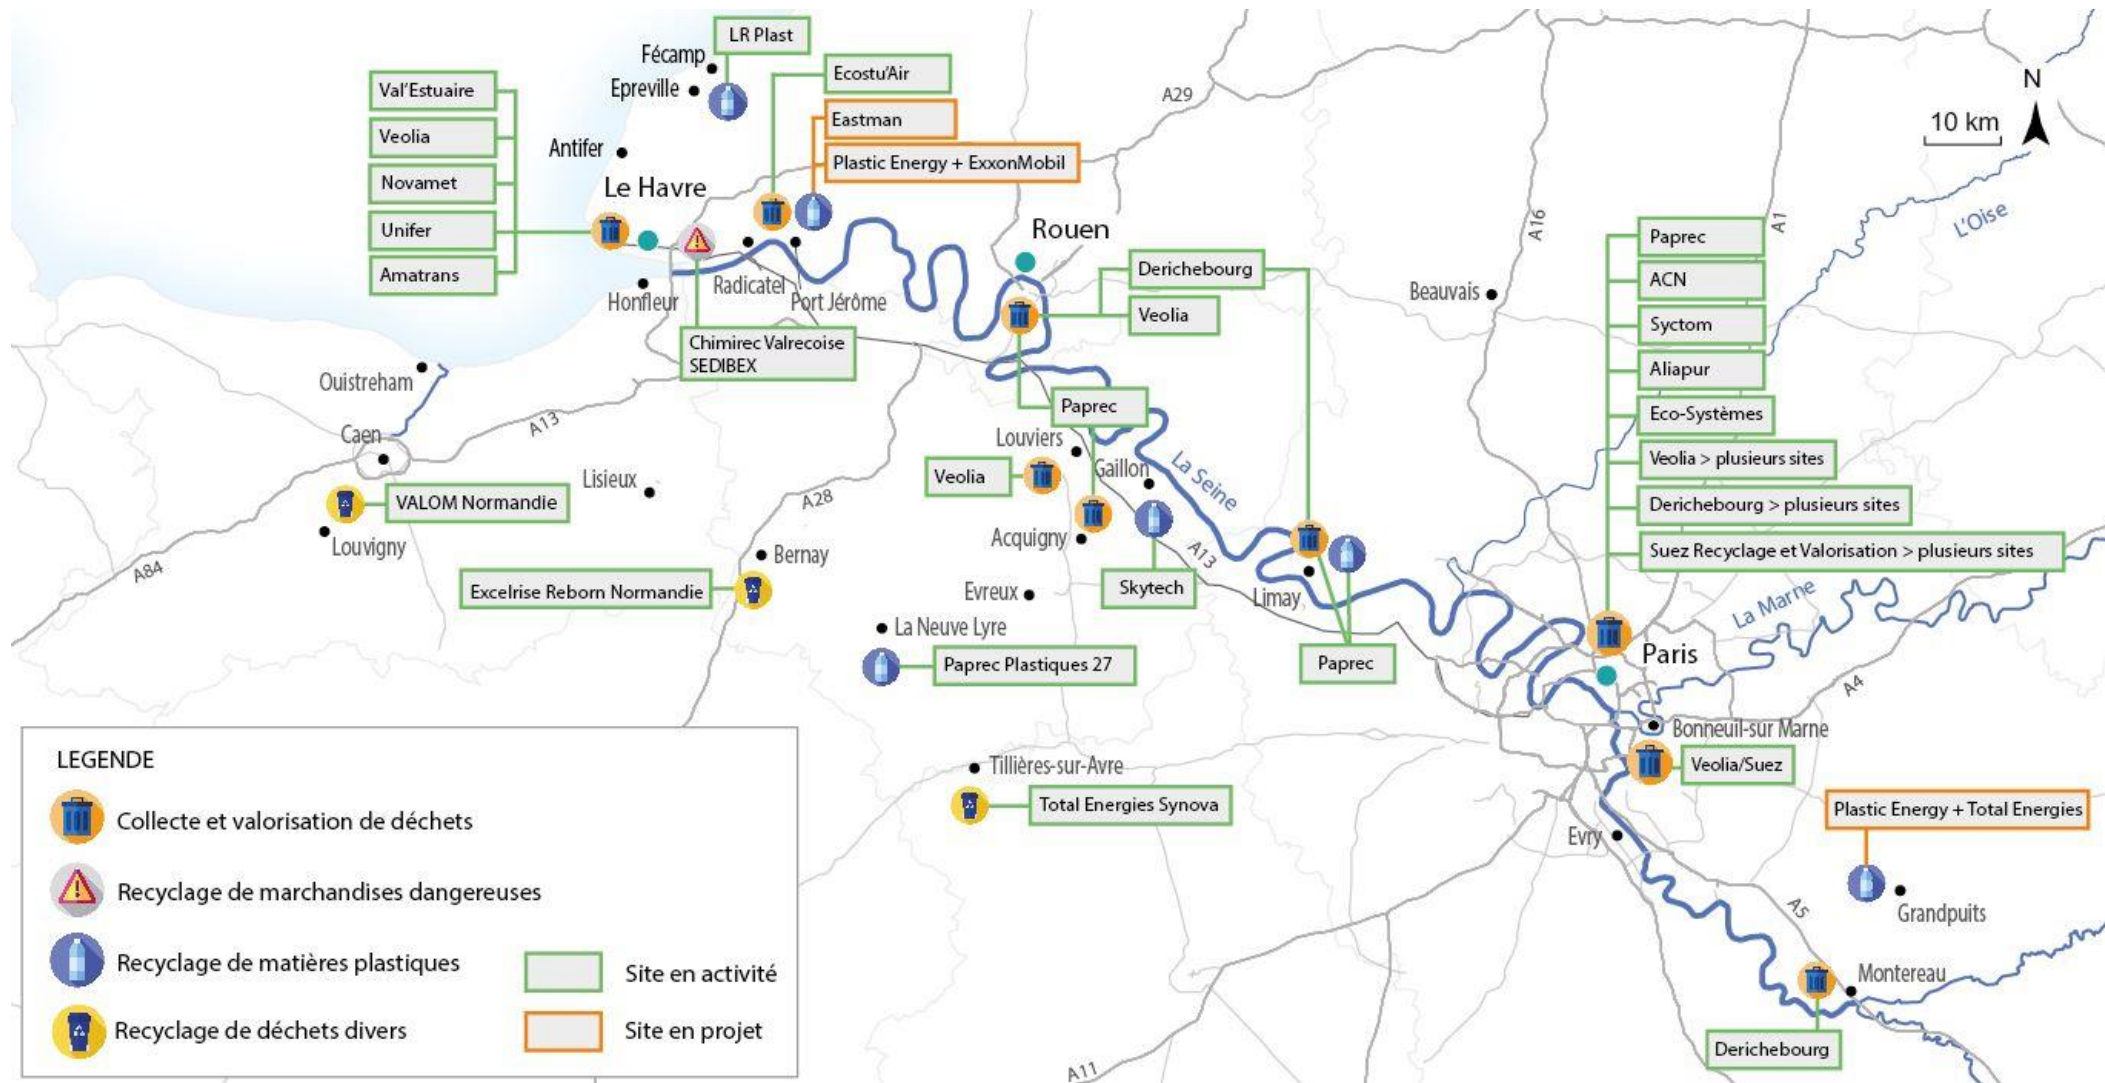 LR Plast
Fécamp
Epreville
Ecostu'Air
Val'Estuaire
Eastman
Veolia
Antifer
Plastic Energy + ExxonMobil
Novamet
Le Havre
Unifer
Amatrans
Honfleur
Radicatel
Port Jérôme
Chimirec Valrecoise
SEDIBEX
A29
Rouen
Derichebourg
Veolia
A16
A1
N
10 km
L'Oise
Beauvais
Paprec
ACN
Syctom
Aliapur
Eco-Systèmes
Veolia > plusieurs sites
Derichebourg > plusieurs sites
Suez Recyclage et Valorisation > plusieurs sites
Ouistreham
Caen
A13
Lisieux
VALOM Normandie
Louvigny
A84
A28
Bernay
Excelrise Reborn Normandie
Paprec
Louviers
Gaillon
La Seine
Veolia
Acquigny
A13
Evreux
Skytech
Limay
La Neuve Lyre
Paprec Plastiques 27
Paprec
Paris
La Marne
A4
Bonneuil-sur Marne
Veolia/Suez
Tillières-sur-Avre
Total Energies Synova
Evry
Plastic Energy + Total Energies
Grandpuits
A5
Montereau
Derichebourg
A11
LEGENDE
Collecte et valorisation de déchets
Recyclage de marchandises dangereuses
Recyclage de matières plastiques
Recyclage de déchets divers
Site en activité
Site en projet